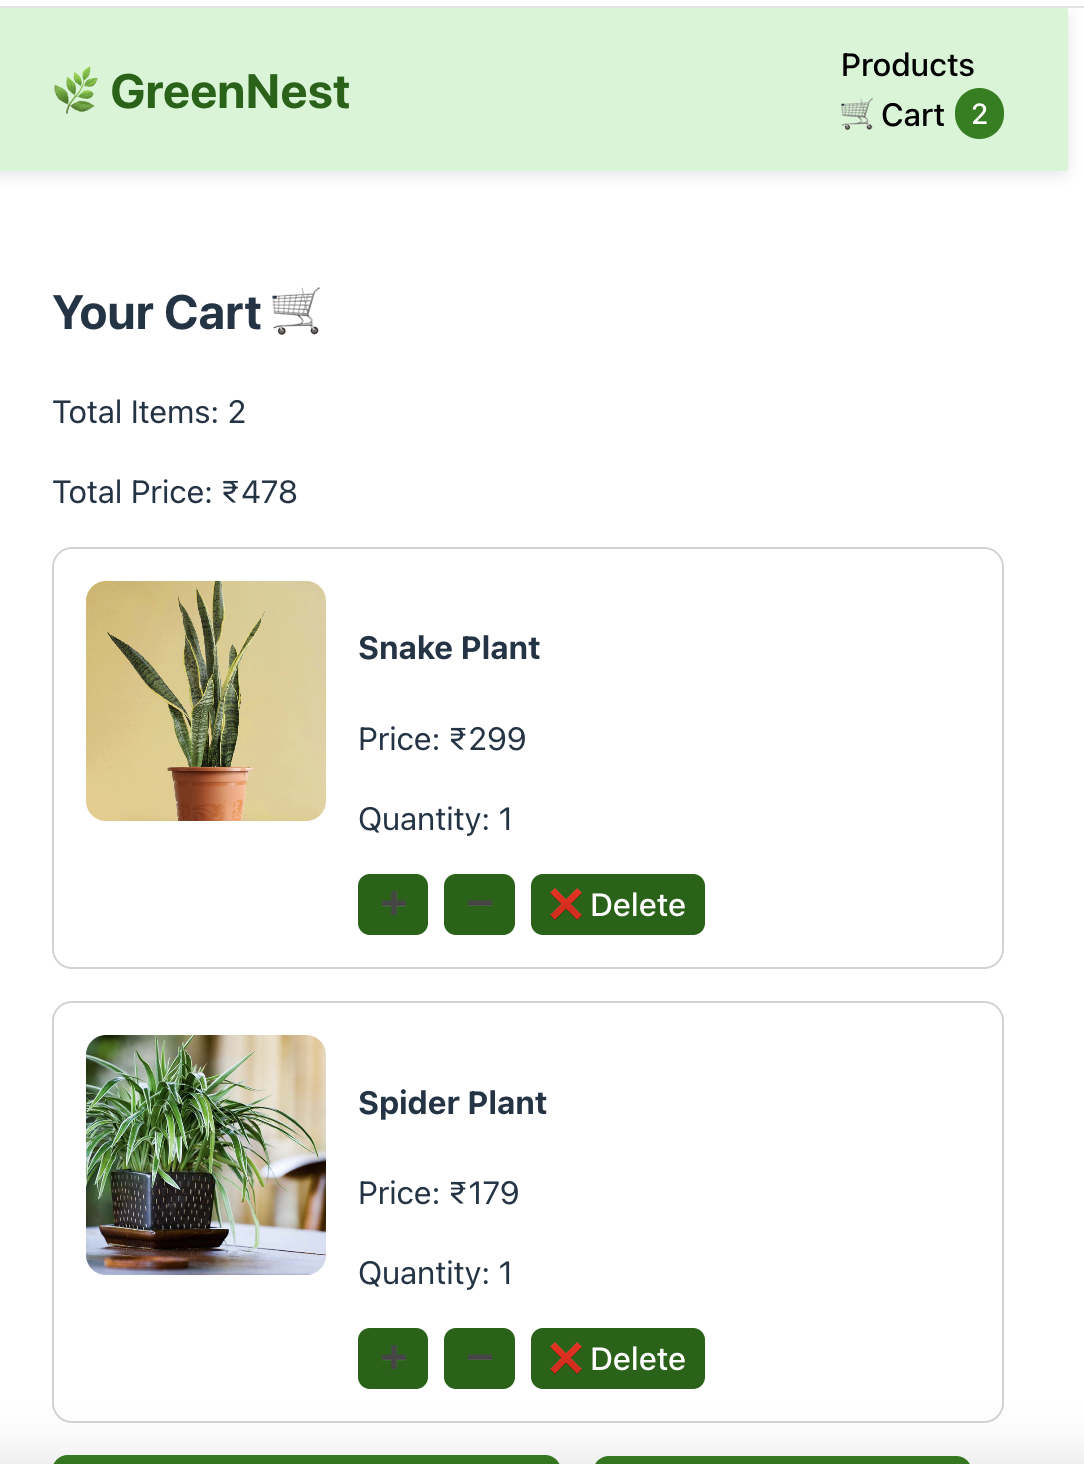 🌿 GreenNest
Products
🛒 Cart 2
Your Cart 🛒
Total Items: 2
Total Price: ₹478
Snake Plant
Price: ₹299
Quantity: 1
➕ ➖ ❌ Delete
Spider Plant
Price: ₹179
Quantity: 1
➕ ➖ ❌ Delete